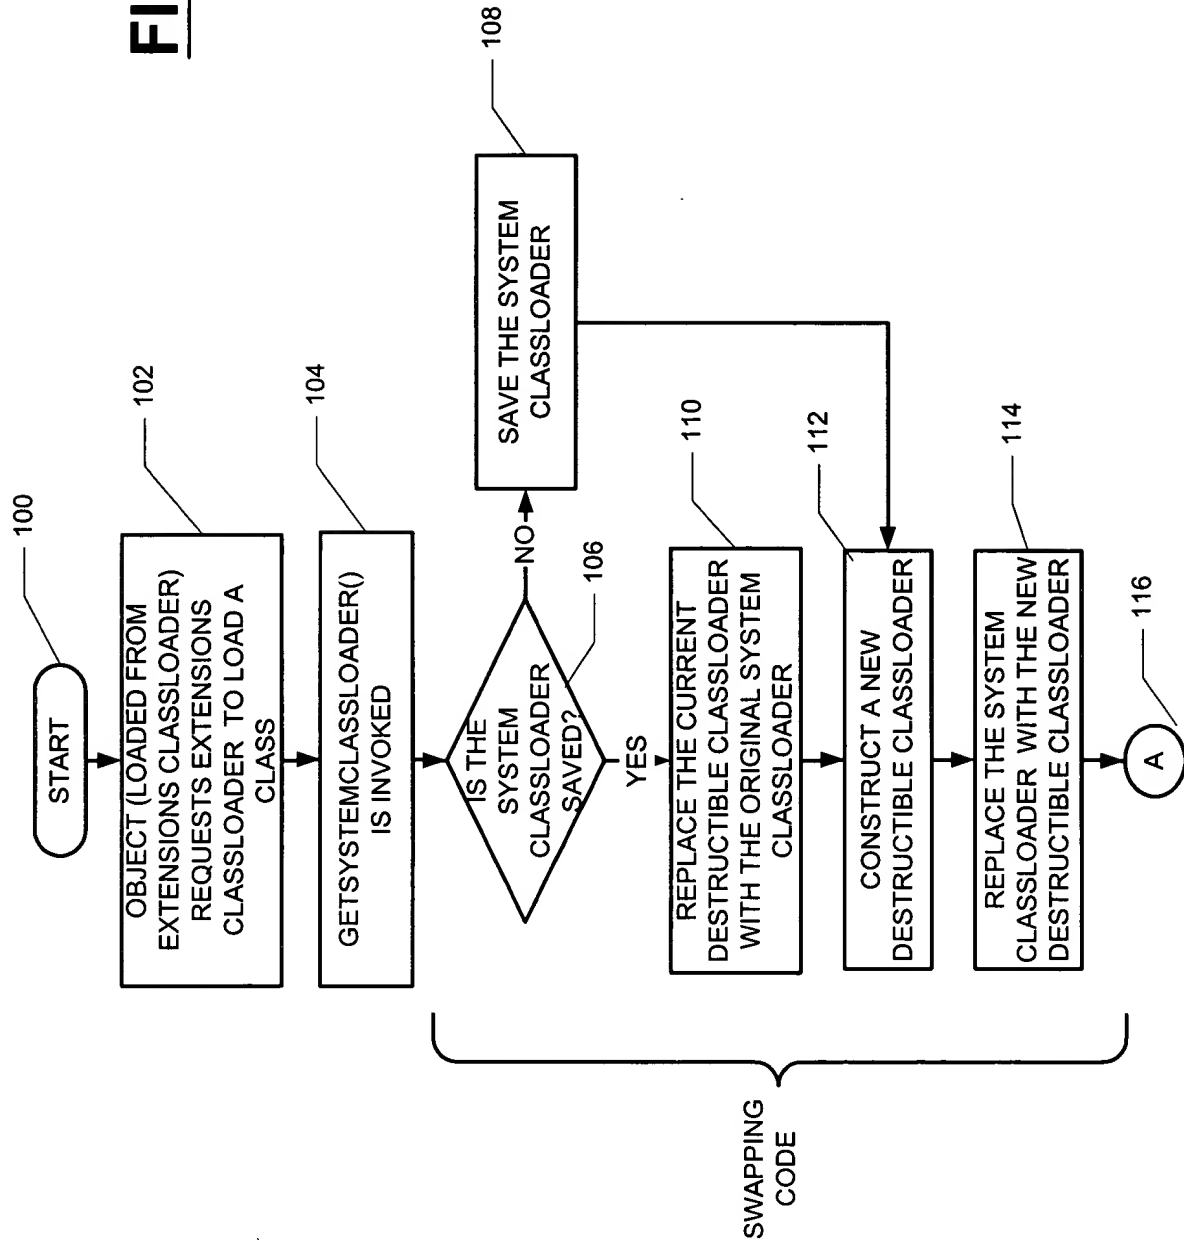 FI
START
100
OBJECT (LOADED FROM
EXTENSIONS CLASSLOADER)
REQUESTS EXTENSIONS
CLASSLOADER TO LOAD A
CLASS
102
GETSYSTEMCLASSLOADER()
IS INVOKED
104
IS THE
SYSTEM
CLASSLOADER
SAVED?
106
NO
SAVE THE SYSTEM
CLASSLOADER
108
YES
REPLACE THE CURRENT
DESTRUCTIBLE CLASSLOADER
WITH THE ORIGINAL SYSTEM
CLASSLOADER
110
CONSTRUCT A NEW
DESTRUCTIBLE CLASSLOADER
112
REPLACE THE SYSTEM
CLASSLOADER WITH THE NEW
DESTRUCTIBLE CLASSLOADER
114
A
116
SWAPPING
CODE